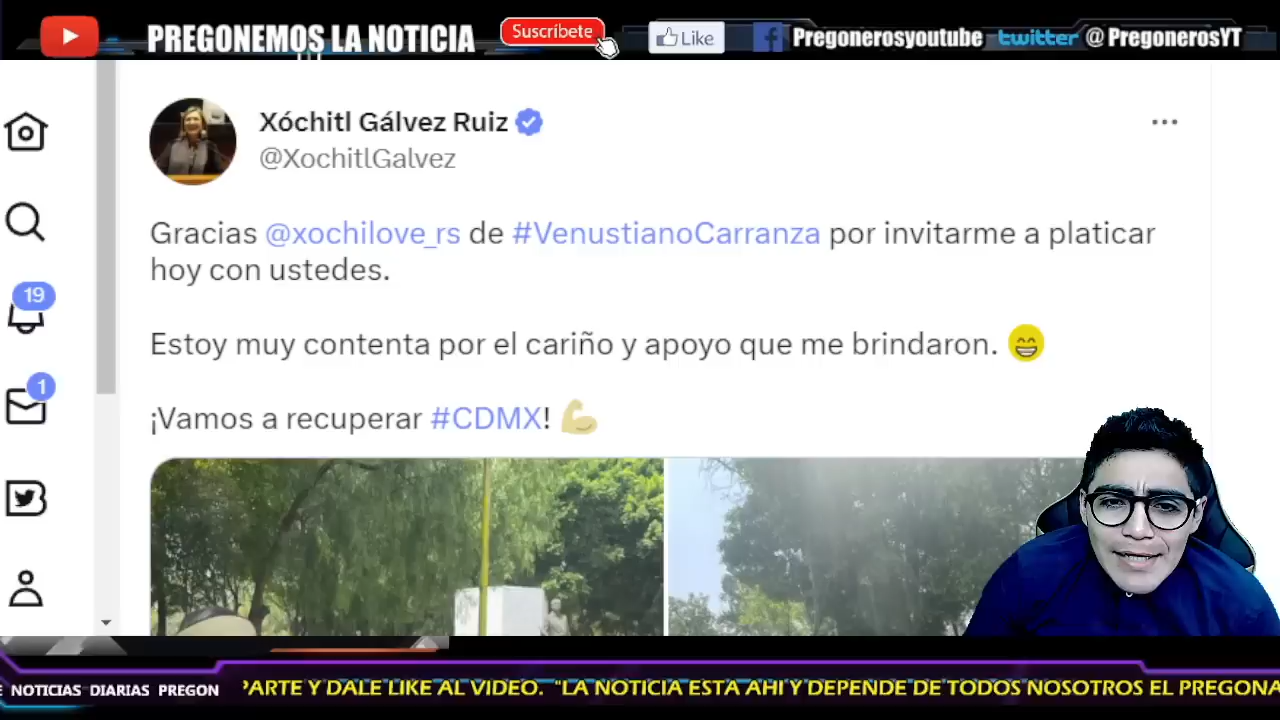 PREGONEMOS LA NOTICIA
Suscríbete
Like
Pregonerosyoutube
twitter @PregonerosYT
Xóchitl Gálvez Ruiz
@XochitlGalvez
Gracias @xochilove_rs de #VenustianoCarranza por invitarme a platicar
hoy con ustedes.
19
Estoy muy contenta por el cariño y apoyo que me brindaron. 😁
1
¡Vamos a recuperar #CDMX! 💪
E NOTICIAS DIARIAS PREGON
PARTE Y DALE LIKE AL VIDEO. "LA NOTICIA ESTA AHI Y DEPENDE DE TODOS NOSOTROS EL PREGONA